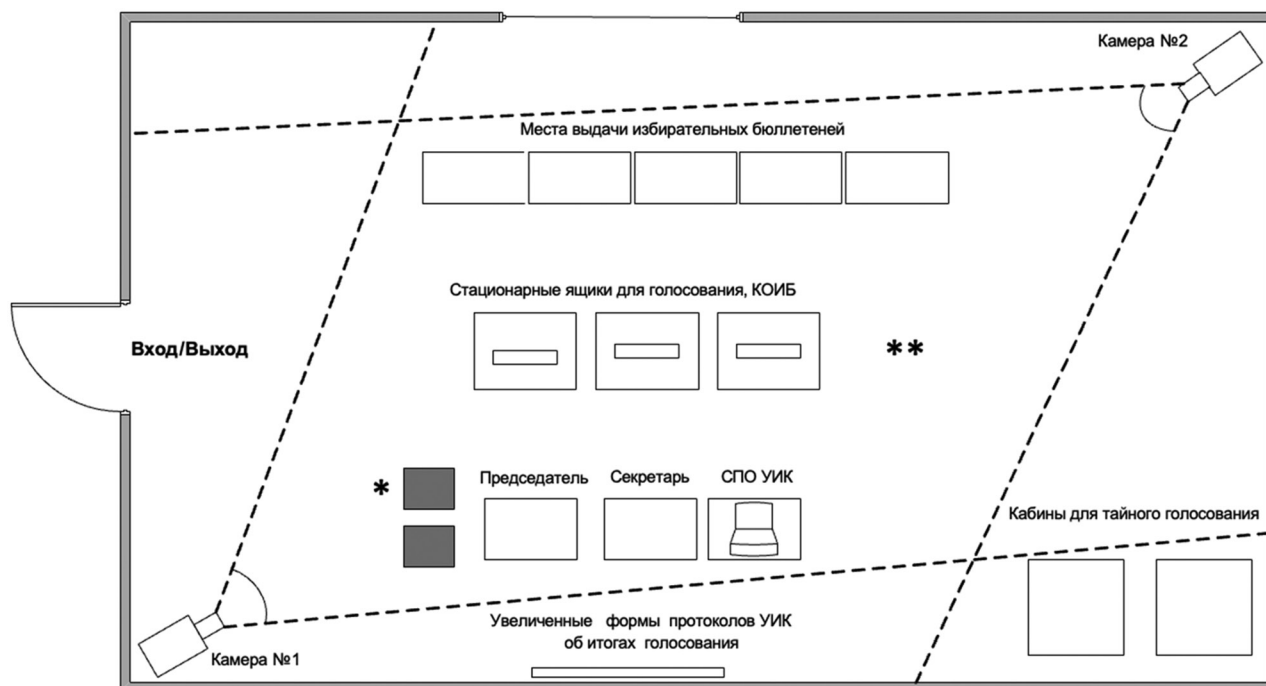 Камера №2
Места выдачи избирательных бюллетеней
Стационарные ящики для голосования, КОИБ
Вход/Выход
**
*
Председатель
Секретарь
СПО УИК
Кабины для тайного голосования
Увеличенные формы протоколов УИК
об итогах голосования
Камера №1